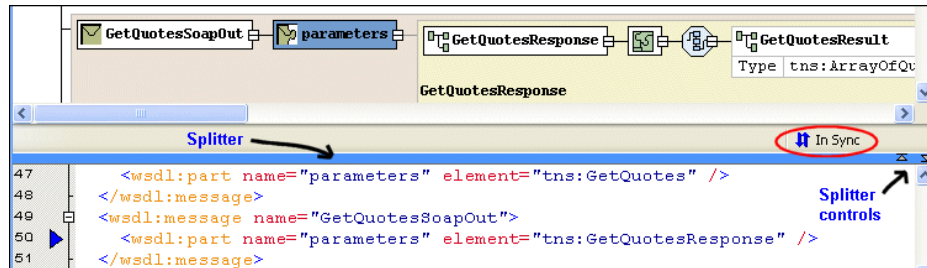 GetQuotesSoapOut parameters GetQuotesResponse GetQuotesResult
Type tns:ArrayOfQu
GetQuotesResponse
Splitter In Sync
47 <wsdl:part name="parameters" element="tns:GetQuotes" />
48 </wsdl:message>
49 <wsdl:message name="GetQuotesSoapOut">
50 <wsdl:part name="parameters" element="tns:GetQuotesResponse" />
51 </wsdl:message>
Splitter
controls